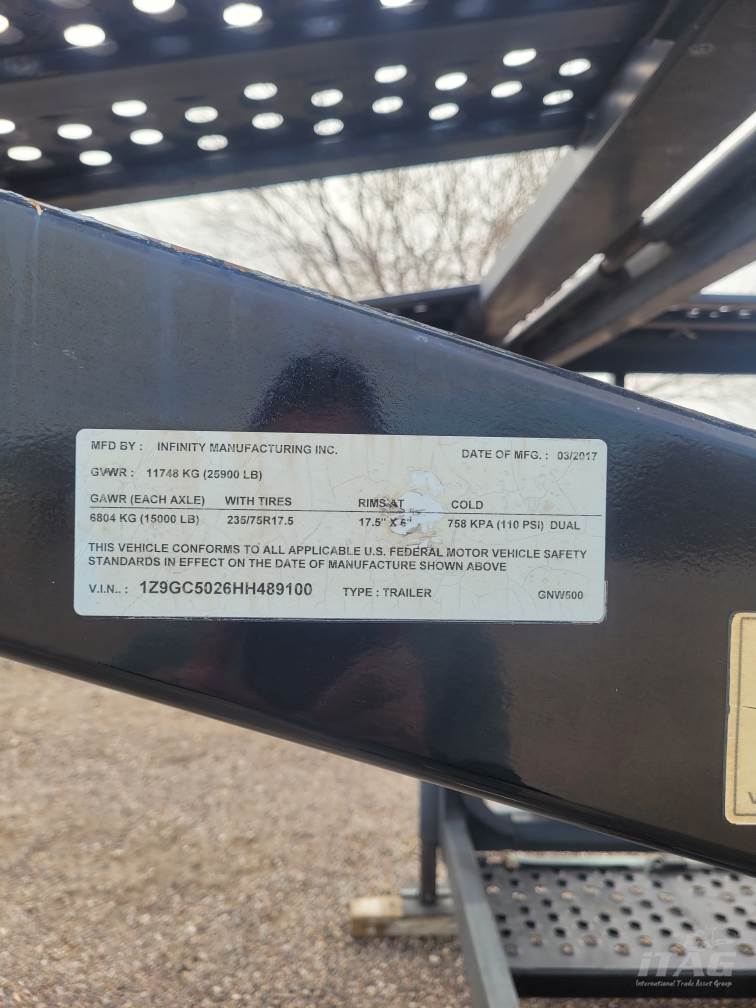 MFD BY : INFINITY MANUFACTURING INC. DATE OF MFG. : 03/2017
GVWR : 11748 KG (25900 LB)
GAWR (EACH AXLE) WITH TIRES RIMS AT COLD
6804 KG (15000 LB) 235/75R17.5 17.5" X 6" 758 KPA (110 PSI) DUAL
THIS VEHICLE CONFORMS TO ALL APPLICABLE U.S. FEDERAL MOTOR VEHICLE SAFETY
STANDARDS IN EFFECT ON THE DATE OF MANUFACTURE SHOWN ABOVE
V.I.N.. : 1Z9GC5026HH489100 TYPE : TRAILER GNW500
V
iTAG
International Trade Asset Group